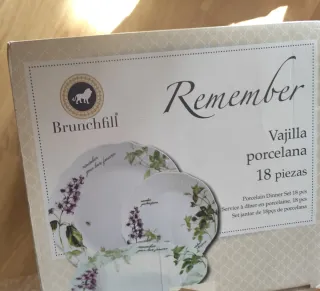 Remember
Brunchfill
Vajilla
porcelana
18 piezas
Porcelain Dinner Set 18 pcs
Service à dîner en porcelaine, 18 pcs
Set jantar de 18pçs de porcelana